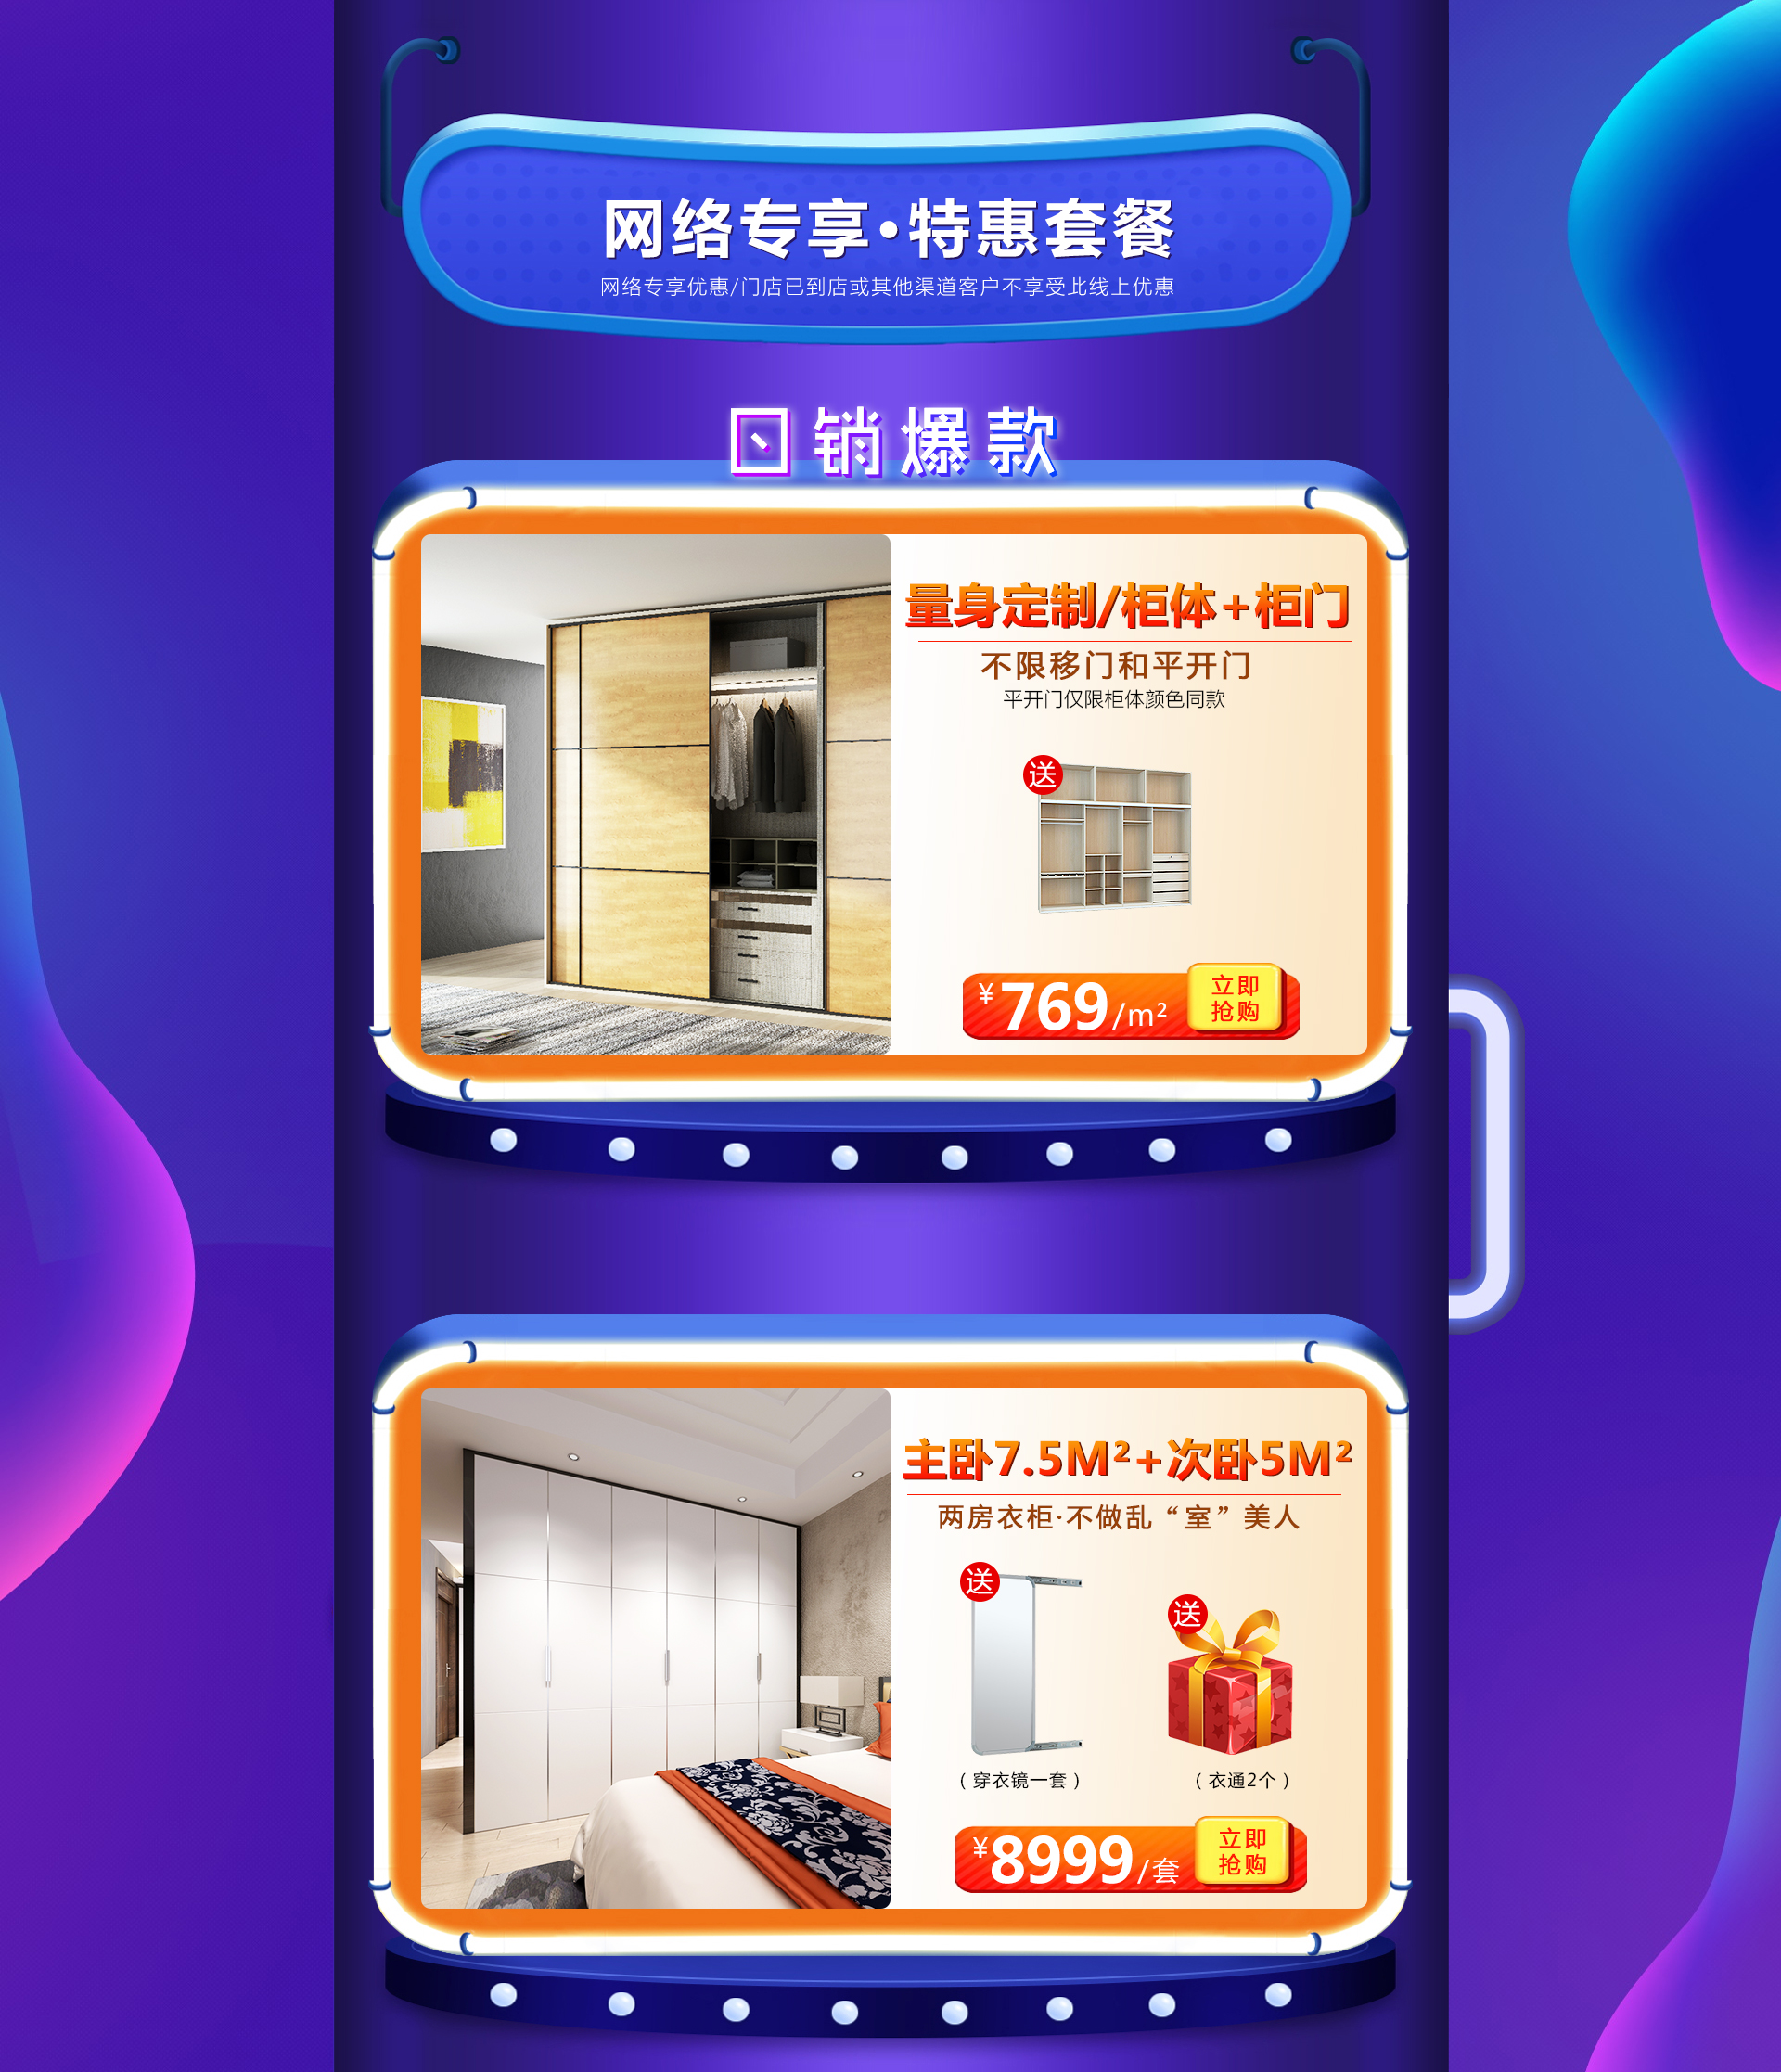 网络专享·特惠套餐
网络专享优惠/门店已到店或其他渠道客户不享受此线上优惠
日销爆款
量身定制/柜体+柜门
不限移门和平开门
平开门仅限柜体颜色同款
送
¥769/m²
立即
抢购
主卧7.5M²+次卧5M²
两房衣柜·不做乱“室”美人
送
送
(穿衣镜一套)
(衣通2个)
¥8999/套
立即
抢购